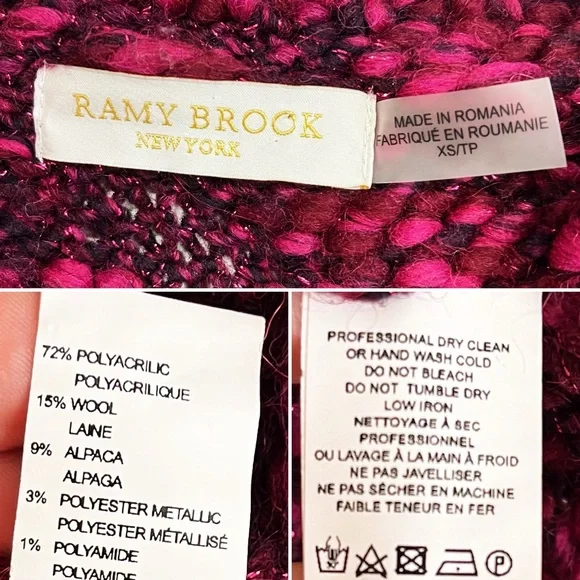 RAMY BROOK
NEW YORK
MADE IN ROMANIA
FABRIQUÉ EN ROUMANIE
XS/TP
72% POLYACRILIC
POLYACRILIQUE
15% WOOL
LAINE
9% ALPACA
ALPAGA
3% POLYESTER METALLIC
POLYESTER MÉTALLISÉ
1% POLYAMIDE
POLYAMIDE
PROFESSIONAL DRY CLEAN
OR HAND WASH COLD
DO NOT BLEACH
DO NOT TUMBLE DRY
LOW IRON
NETTOYAGE À SEC
PROFESSIONNEL
OU LAVAGE À LA MAIN À FROID
NE PAS JAVELLISER
NE PAS SÉCHER EN MACHINE
FAIBLE TENEUR EN FER